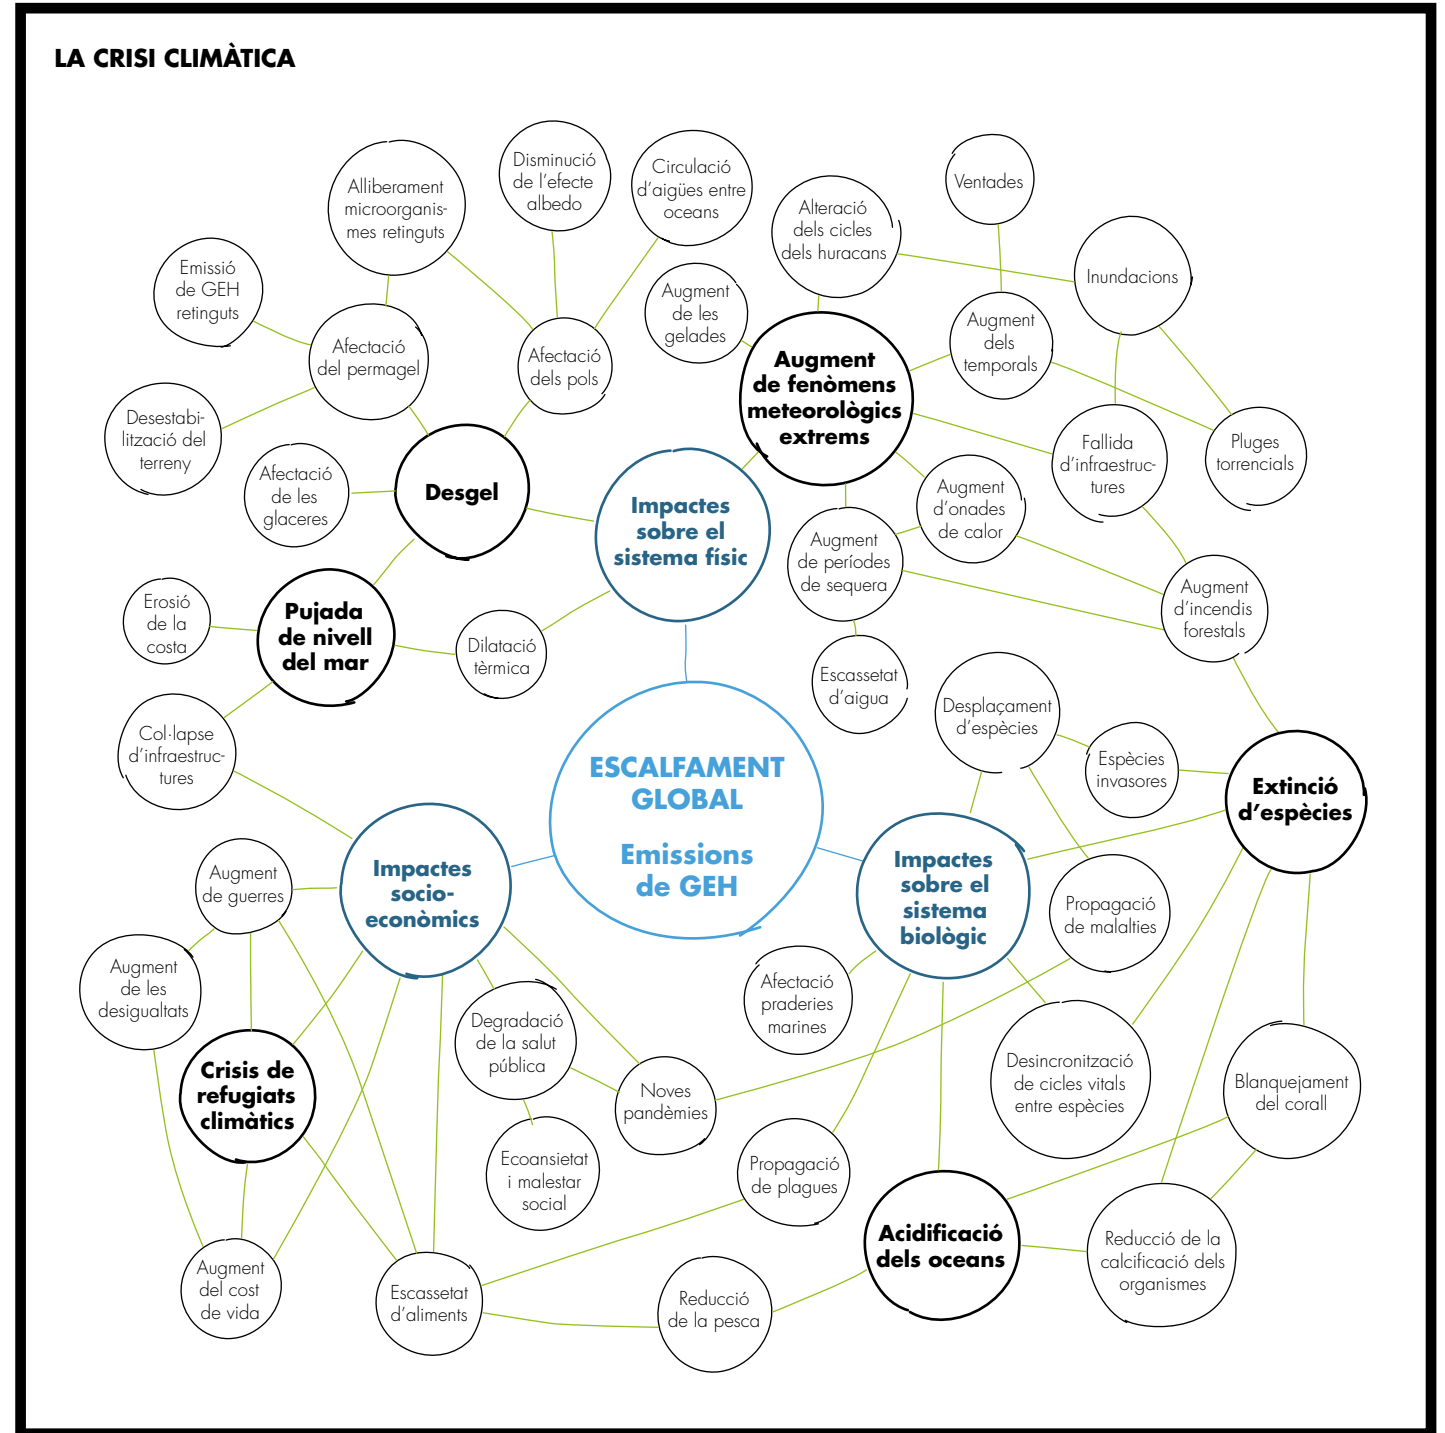 LA CRISI CLIMÀTICA
Disminució
de l'efecte
albedo
Circulació
d'aigües entre
oceans
Alliberament
microorganis-
mes retinguts
Ventades
Alteració
dels cicles
dels huracans
Emissió
de GEH
retinguts
Augment
de les
gelades
Inundacions
Afectació
del permagel
Afectació
dels pols
Augment
dels
temporals
Augment
de fenòmens
meteorològics
extrems
Desestabi-
lització del
terreny
Fallida
d'infraestruc-
tures
Pluges
torrencials
Afectació
de les
glaceres
Desgel
Impactes
sobre el
sistema físic
Augment
d'onades
de calor
Augment
de períodes
de sequera
Augment
d'incendis
forestals
Erosió
de la
costa
Pujada
de nivell
del mar
Dilatació
tèrmica
Escassetat
d'aigua
Desplaçament
d'espècies
Col·lapse
d'infraestruc-
tures
Espècies
invasores
ESCALFAMENT
GLOBAL
Emissions
de GEH
Extinció
d'espècies
Augment
de guerres
Impactes
socio-
econòmics
Impactes
sobre el
sistema
biològic
Propagació
de malalties
Augment
de les
desigualtats
Afectació
praderies
marines
Degradació
de la salut
pública
Crisis de
refugiats
climàtics
Noves
pandèmies
Desincronització
de cicles vitals
entre espècies
Blanquejament
del corall
Ecoansietat
i malestar
social
Propagació
de plagues
Acidificació
dels oceans
Reducció de la
calcificació dels
organismes
Augment
del cost
de vida
Escassetat
d'aliments
Reducció
de la pesca